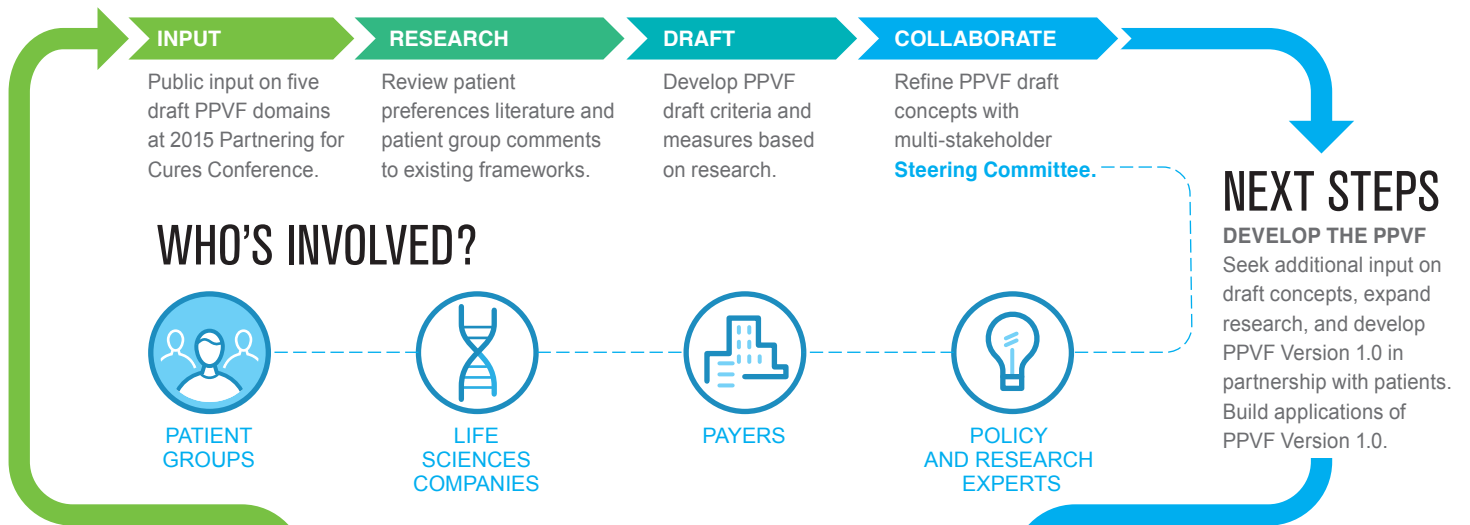 INPUT
Public input on five
draft PPVF domains
at 2015 Partnering for
Cures Conference.
RESEARCH
Review patient
preferences literature and
patient group comments
to existing frameworks.
DRAFT
Develop PPVF
draft criteria and
measures based
on research.
COLLABORATE
Refine PPVF draft
concepts with
multi-stakeholder
Steering Committee.
NEXT STEPS
DEVELOP THE PPVF
Seek additional input on
draft concepts, expand
research, and develop
PPVF Version 1.0 in
partnership with patients.
Build applications of
PPVF Version 1.0.
WHO'S INVOLVED?
PATIENT
GROUPS
LIFE
SCIENCES
COMPANIES
PAYERS
POLICY
AND RESEARCH
EXPERTS